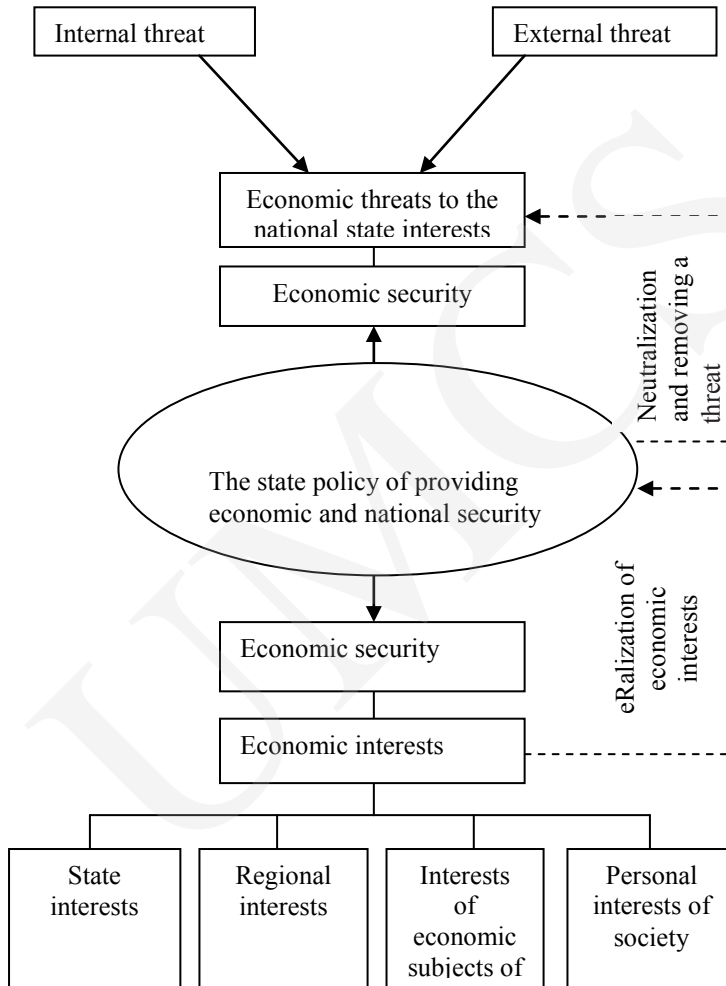 Internal threat
External threat
Economic threats to the
national state interests
Economic security
Neutralization
and removing a
threat
The state policy of providing
economic and national security
eRalization of
economic
interests
Economic security
Economic interests
State
interests
Regional
interests
Interests
of
economic
subjects of
Personal
interests of
society
UMCS